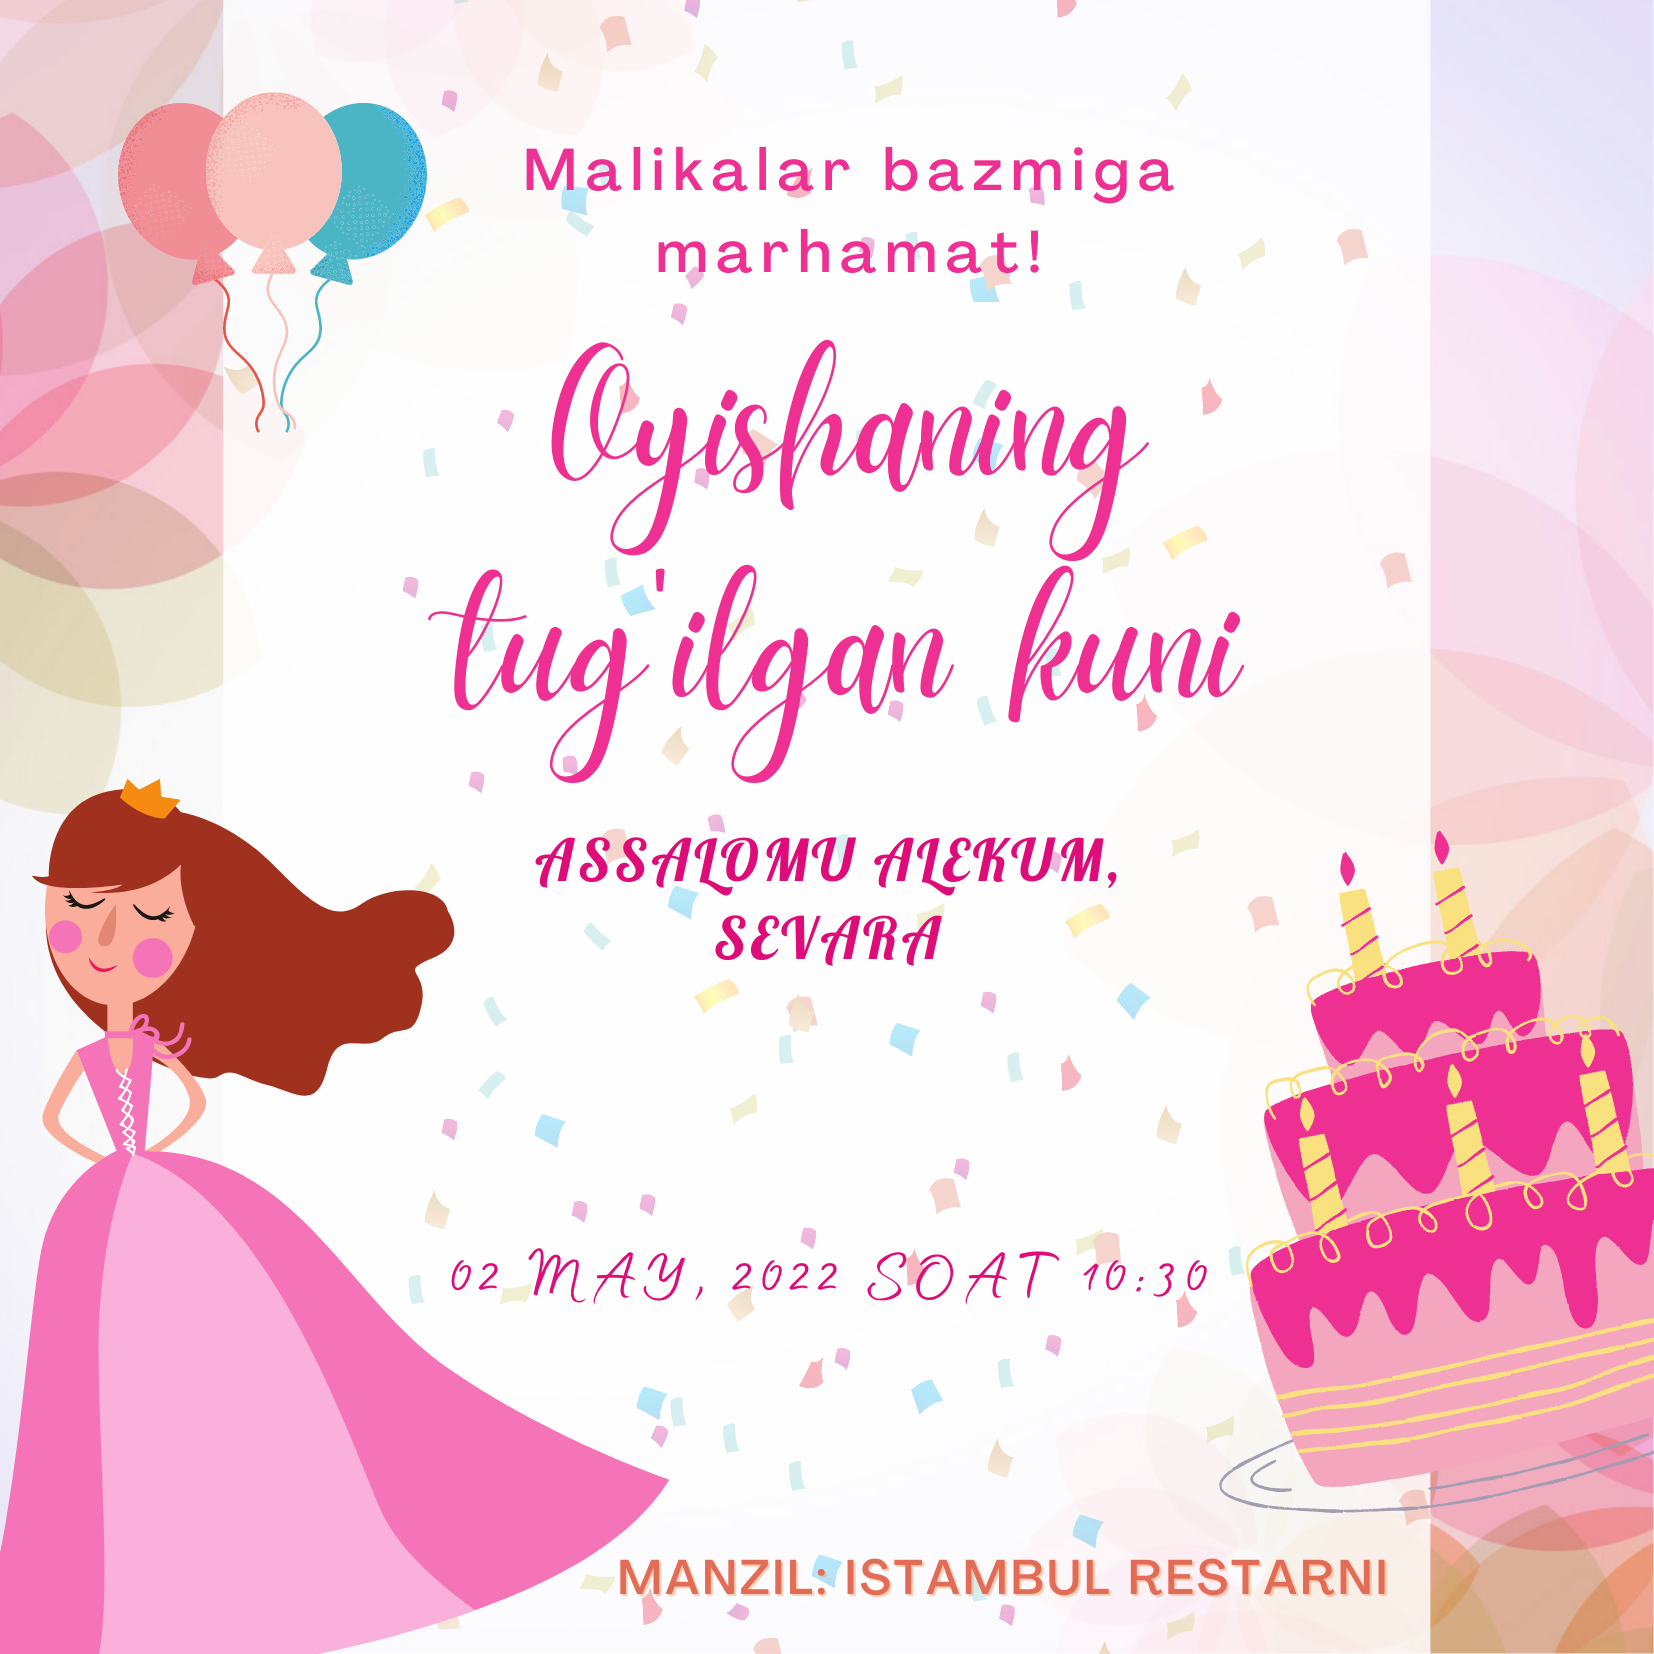 Malikalar bazmiga
marhamat!
Oyishaning
tug'ilgan kuni
ASSALOMU ALEKUM,
SEVARA
02 MAY, 2022 SOAT 10:30
MANZIL: ISTAMBUL RESTARNI